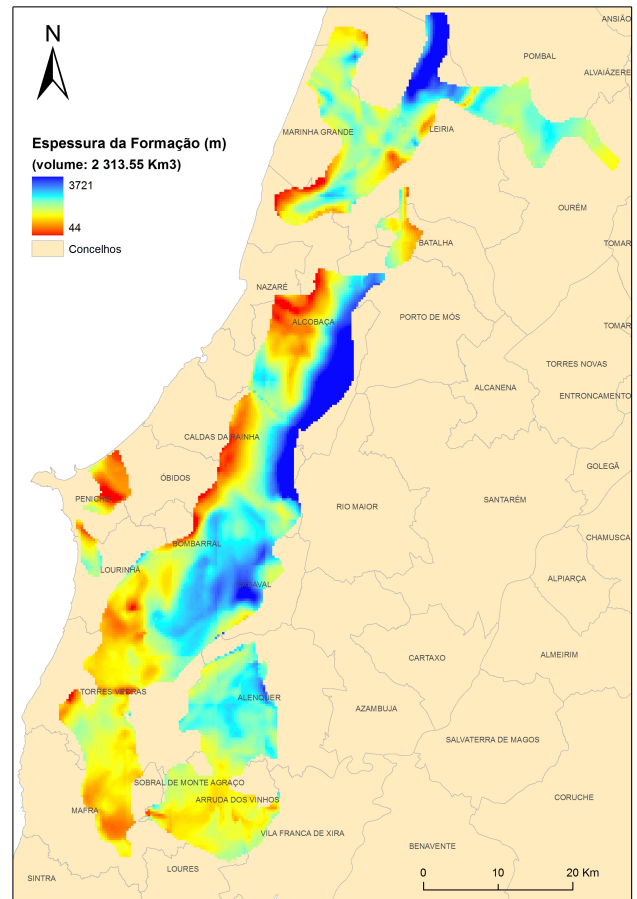 N
ANSIÃO
POMBAL
ALVAIÁZERE
Espessura da Formação (m)
(volume: 2 313.55 Km3)
3721
44
Concelhos
MARINHA GRANDE
LEIRIA
OURÉM
BATALHA
TOMAR
NAZARÉ
PORTO DE MÓS
ALCOBAÇA
TOMAR
TORRES NOVAS
ALCANENA
ENTRONCAMENTO
CALDAS DA RAINHA
GOLEGÃ
ÓBIDOS
PENICHE
RIO MAIOR
SANTARÉM
CHAMUSCA
BOMBARRAL
LOURINHÃ
ALPIARÇA
CADAVAL
CARTAXO
ALMEIRIM
TORRES VEDRAS
ALENQUER
AZAMBUJA
SALVATERRA DE MAGOS
SOBRAL DE MONTE AGRAÇO
CORUCHE
ARRUDA DOS VINHOS
MAFRA
VILA FRANCA DE XIRA
BENAVENTE
LOURES
SINTRA
0 10 20 Km